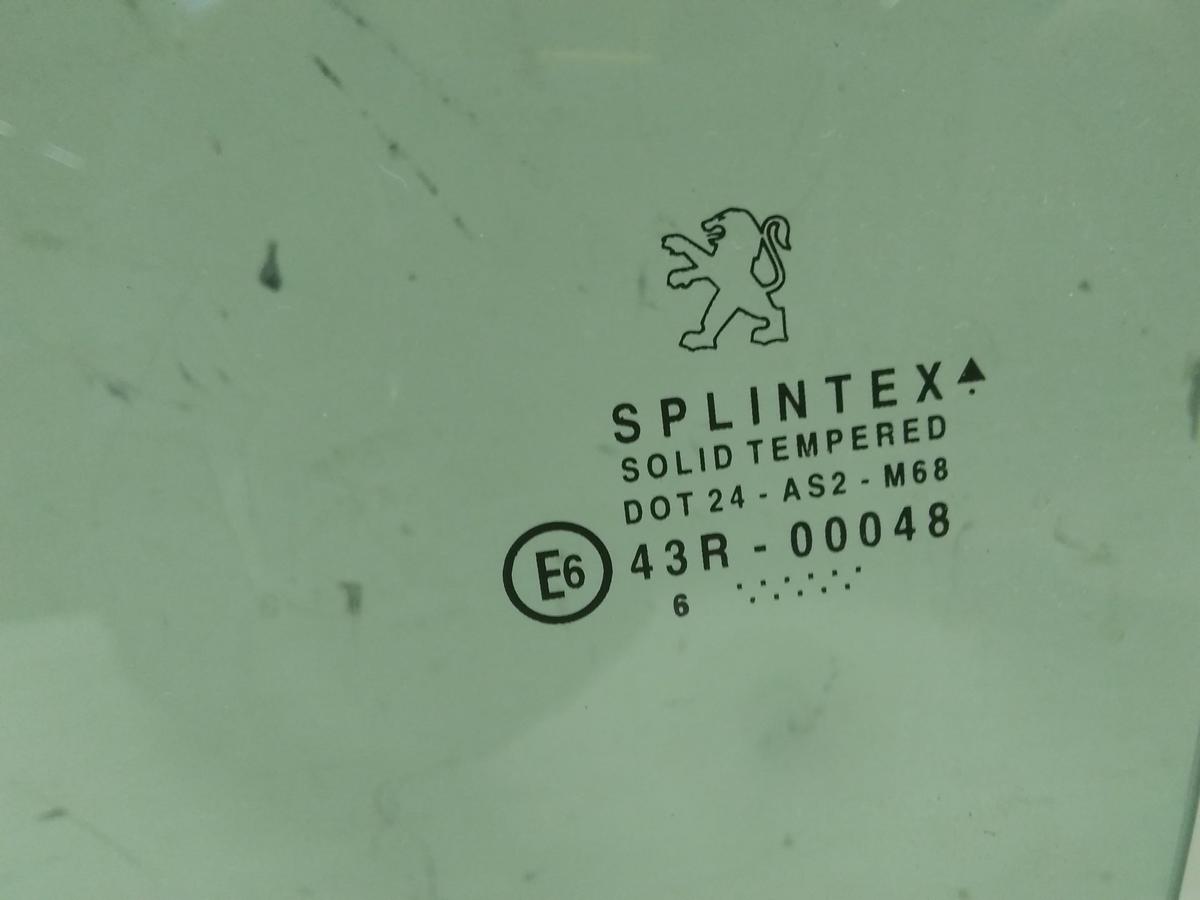 SPLINTEX
SOLID TEMPERED
DOT 24 - AS2 - M68
E6 43R - 00048
6